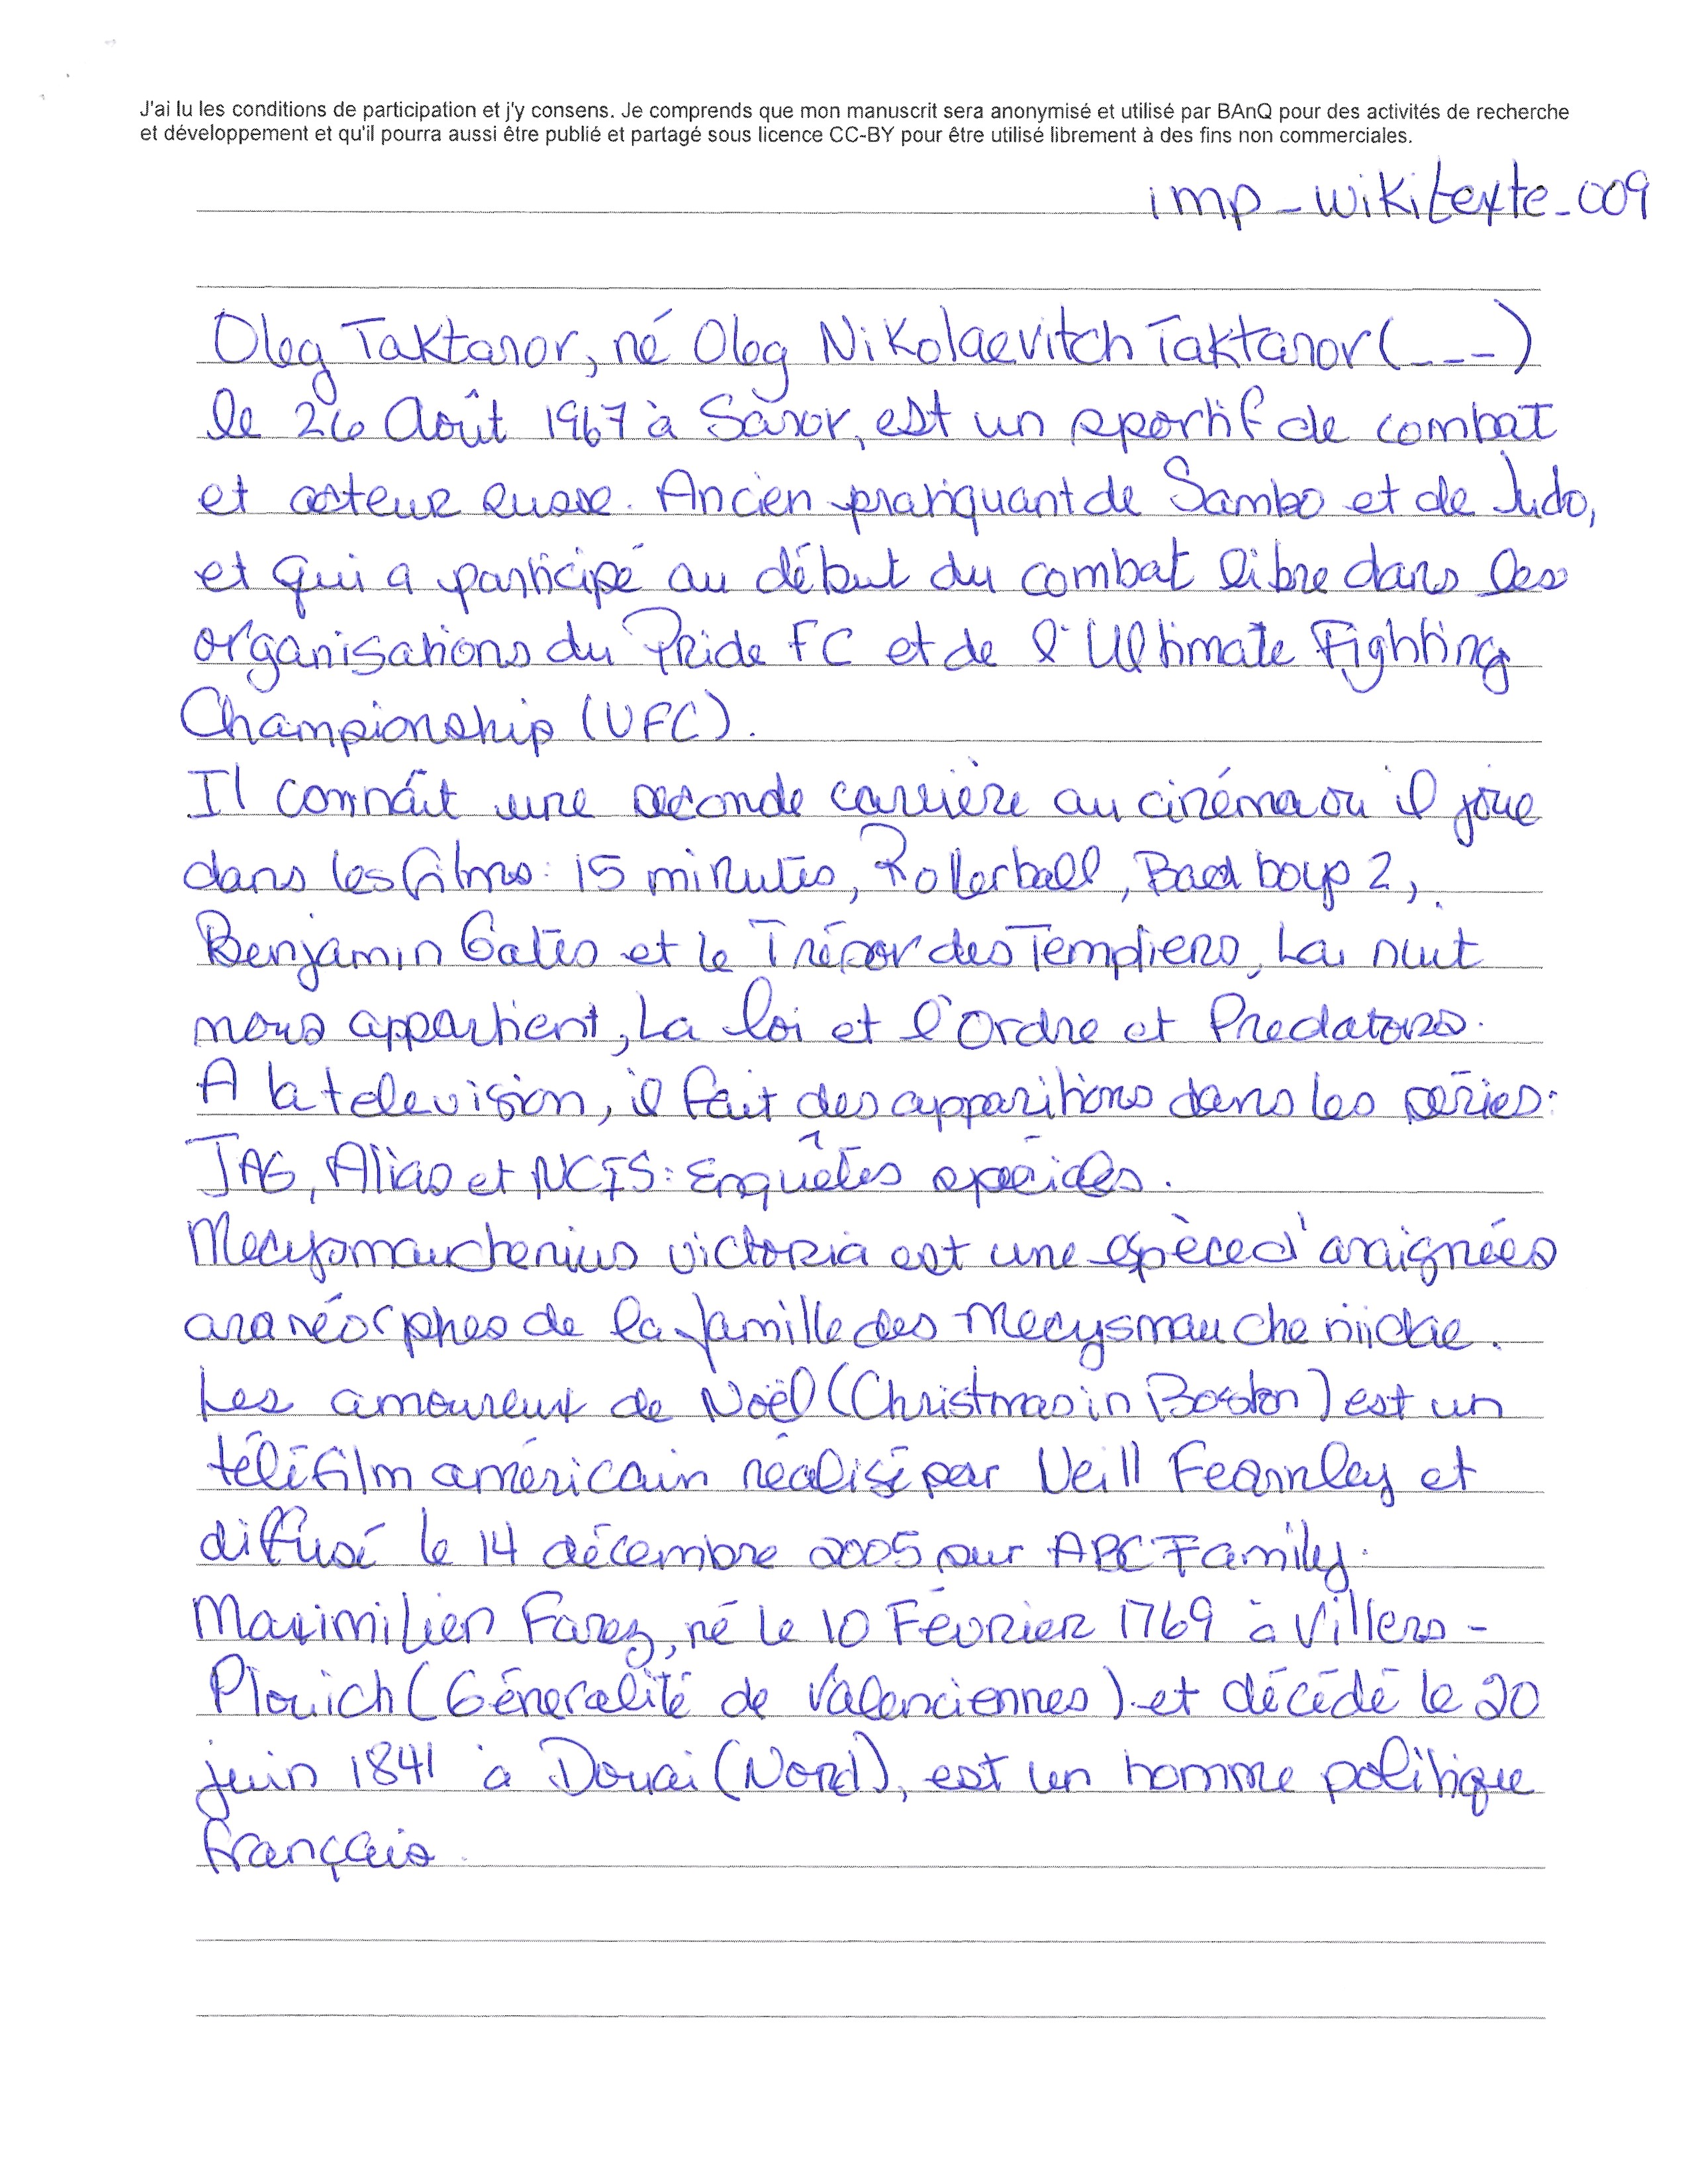 J'ai lu les conditions de participation et j'y consens. Je comprends que mon manuscrit sera anonymisé et utilisé par BAnQ pour des activités de recherche
et développement et qu'il pourra aussi être publié et partagé sous licence CC-BY pour être utilisé librement à des fins non commerciales.
imp_wikitexte_009
Oleg Taktaror, né Oleg Nikolaevitch Taktaror (___)
le 26 Août 1967 à Saror, est un sportif de combat
et acteur russe. Ancien pratiquant de Sambo et de Judo,
et qui a participé au début du combat libre dans les
organisations du Pride FC et de l'Ultimate Fighting
Championship (UFC).
Il connaît une seconde carrière au cinéma ou il joue
dans les films: 15 minutes, Rollerball, Bad boys 2,
Benjamin Gates et le Trésor des Templiers, La nuit
nous appartient, La loi et l'Ordre et Predators.
A la television, il fait des apparitions dans les séries:
JAG, Alias et NCIS: Enquêtes spéciales.
Mecysmauchenius victoria est une espèce d'araignées
aranéorphes de la famille des Mecysmaucheniidae.
Les amoureux de Noël (Christmas in Boston) est un
téléfilm américain réalisé par Neill Fearnley et
diffusé le 14 décembre 2005 sur ABC Family.
Maximilien Farez, né le 10 Février 1769 à Villers-
Plouich (Géneralité de Valenciennes) et décédé le 20
juin 1841 à Douai (Nord), est un homme politique
français.